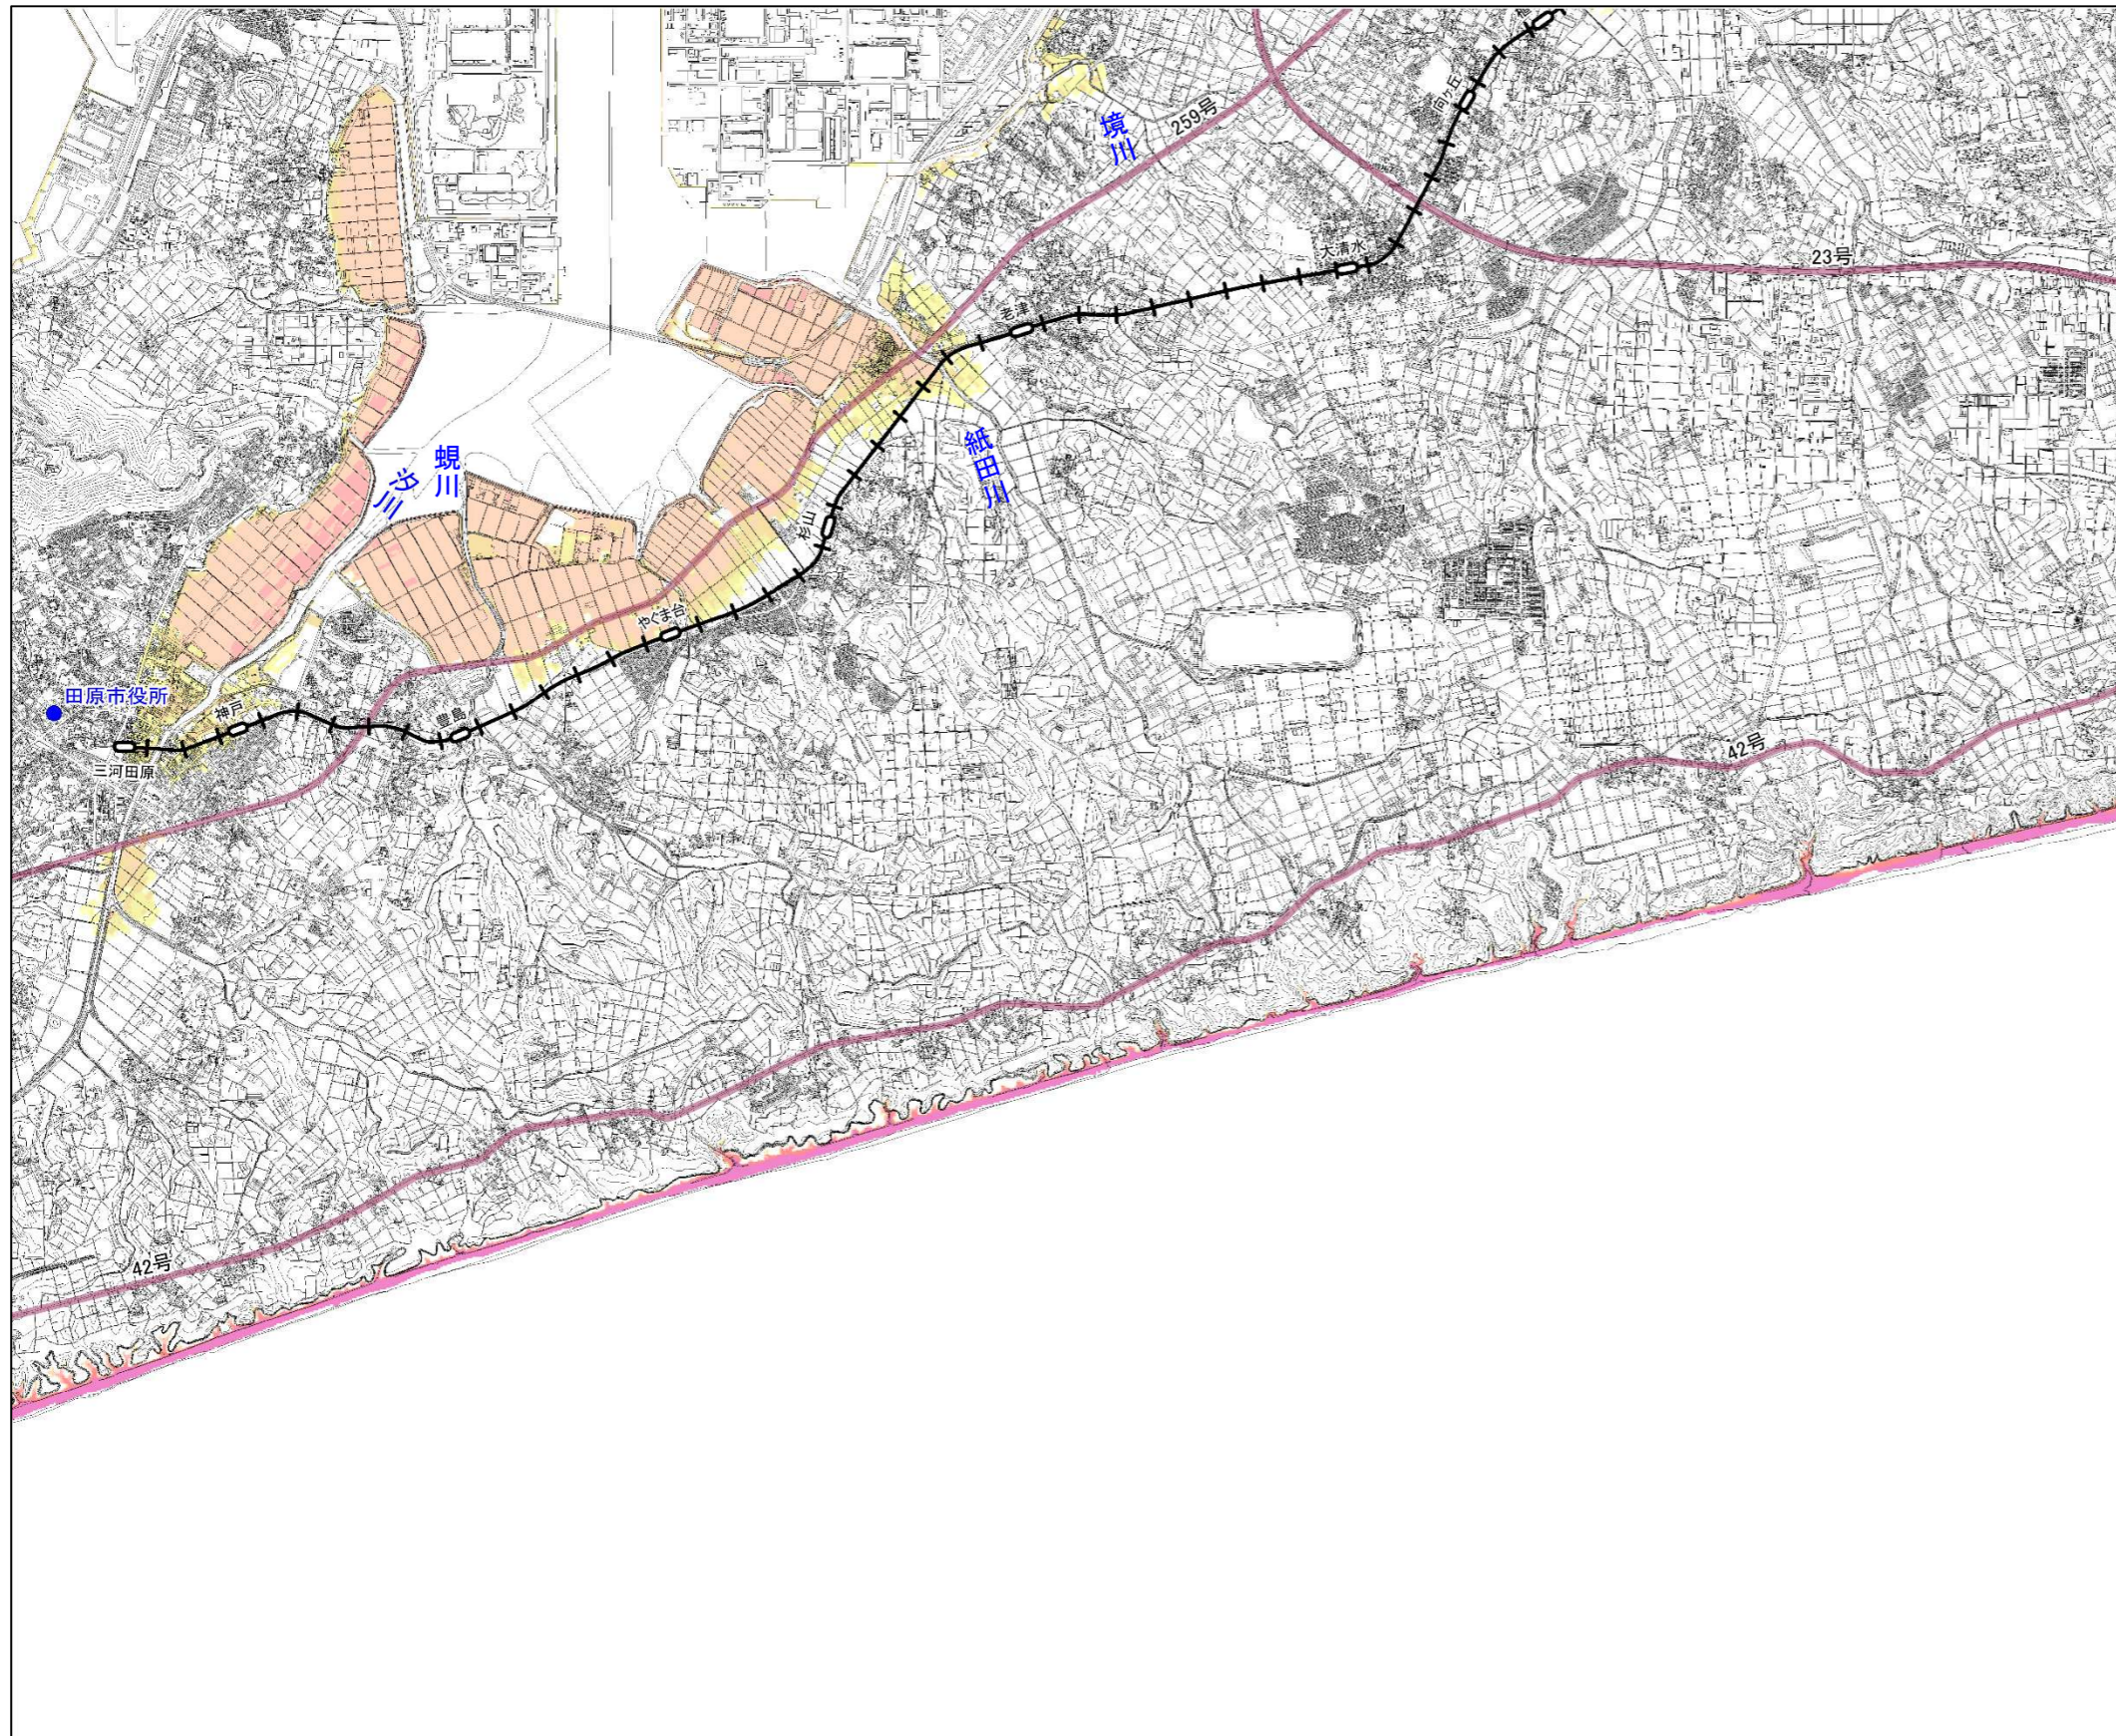 向ヶ丘
259号
境川
大清水
23号
老津
紙田川
蜆川
汐川
杉山
やぐま台
田原市役所
神戸
豊島
三河田原
42号
42号